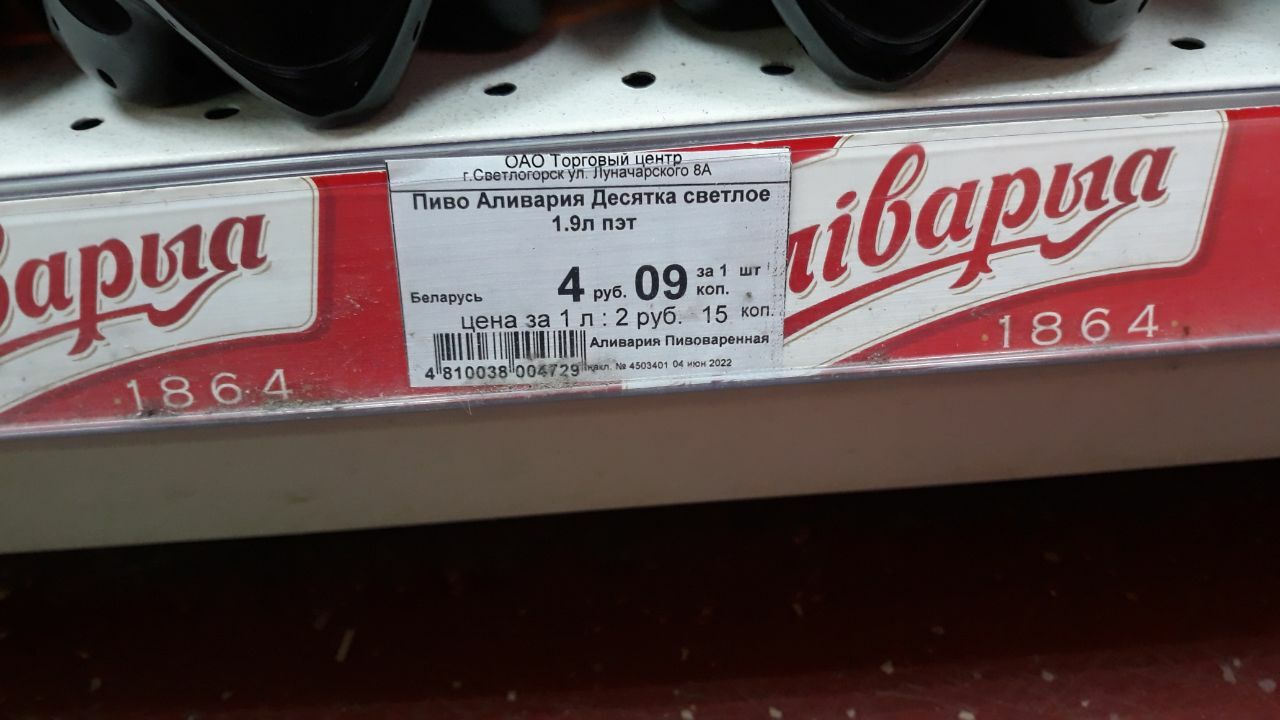 ОАО Торговый центр
г.Светлогорск ул. Луначарского 8А
Пиво Аливария Десятка светлое
1.9л пэт
Беларусь 4 руб. 09 за 1 шт коп.
цена за 1 л : 2 руб. 15 коп.
Аливария Пивоваренная
4 810038 004729 накл. № 4503401 04 июн 2022
варыа
1864
ліварыа
1864